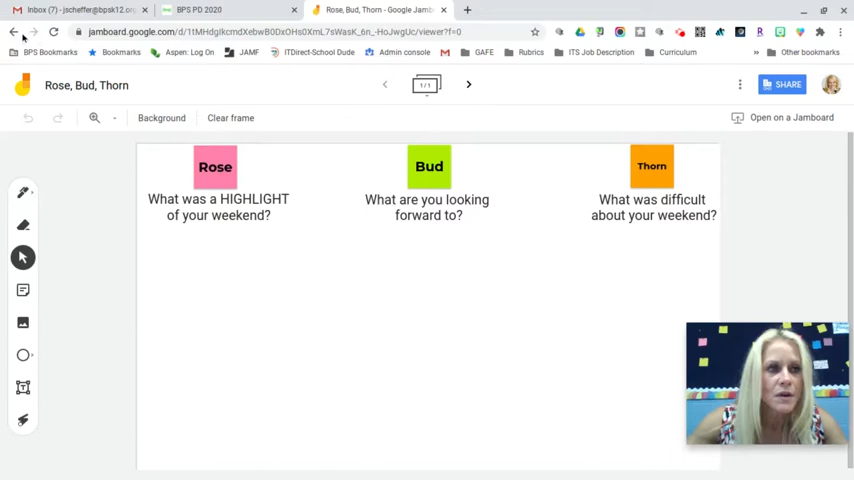 Inbox (7) - jscheffer@bpsk12.or
BPS PD 2020
Rose, Bud, Thorn - Google Jamb
jamboard.google.com/d/1tMHdgIkcmdXebwB0DxOHs0XmL7sWasK_6n_-HoJwgUc/viewer?f=0
BPS Bookmarks
Bookmarks
Aspen: Log On
JAMF
ITDirect-School Dude
Admin console
GAFE
Rubrics
ITS Job Description
Curriculum
»
Other bookmarks
Rose, Bud, Thorn
1/1
SHARE
Background
Clear frame
Open on a Jamboard
Rose
Bud
Thorn
What was a HIGHLIGHT
of your weekend?
What are you looking
forward to?
What was difficult
about your weekend?